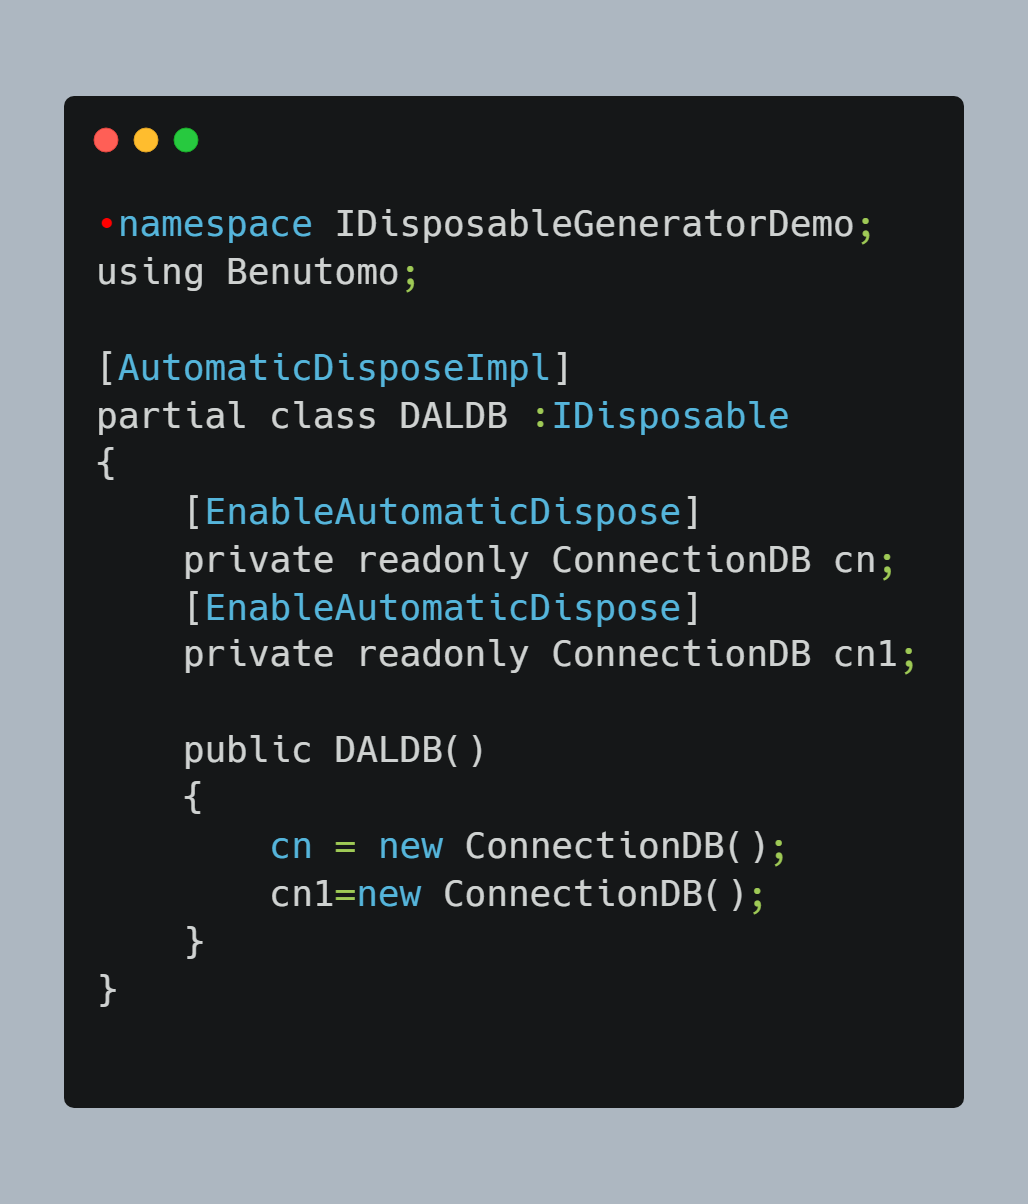 •namespace IDisposableGeneratorDemo;
using Benutomo;

[AutomaticDisposeImpl]
partial class DALDB :IDisposable
{
    [EnableAutomaticDispose]
    private readonly ConnectionDB cn;
    [EnableAutomaticDispose]
    private readonly ConnectionDB cn1;

    public DALDB()
    {
        cn = new ConnectionDB();
        cn1=new ConnectionDB();
    }
}